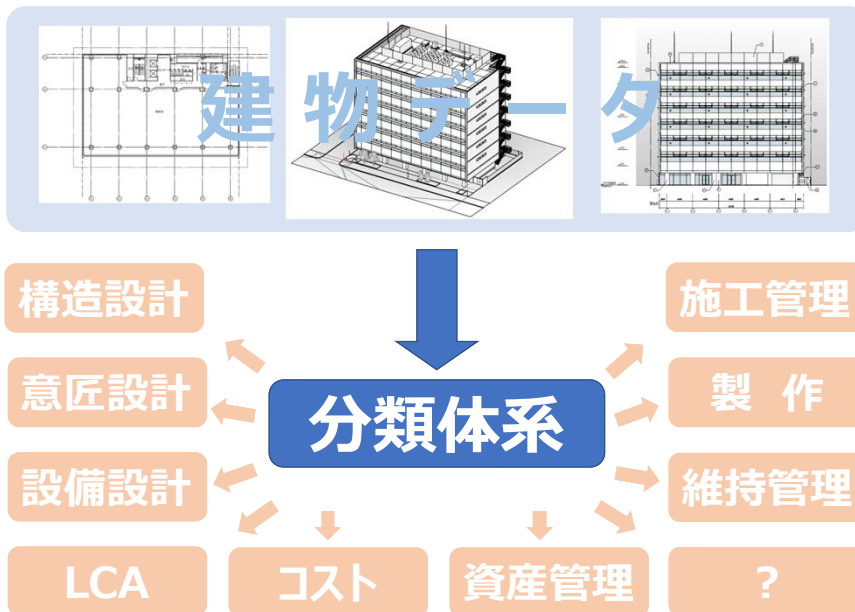 建物データ
構造設計
施工管理
意匠設計
分類体系
製 作
設備設計
維持管理
LCA
コスト
資産管理
?